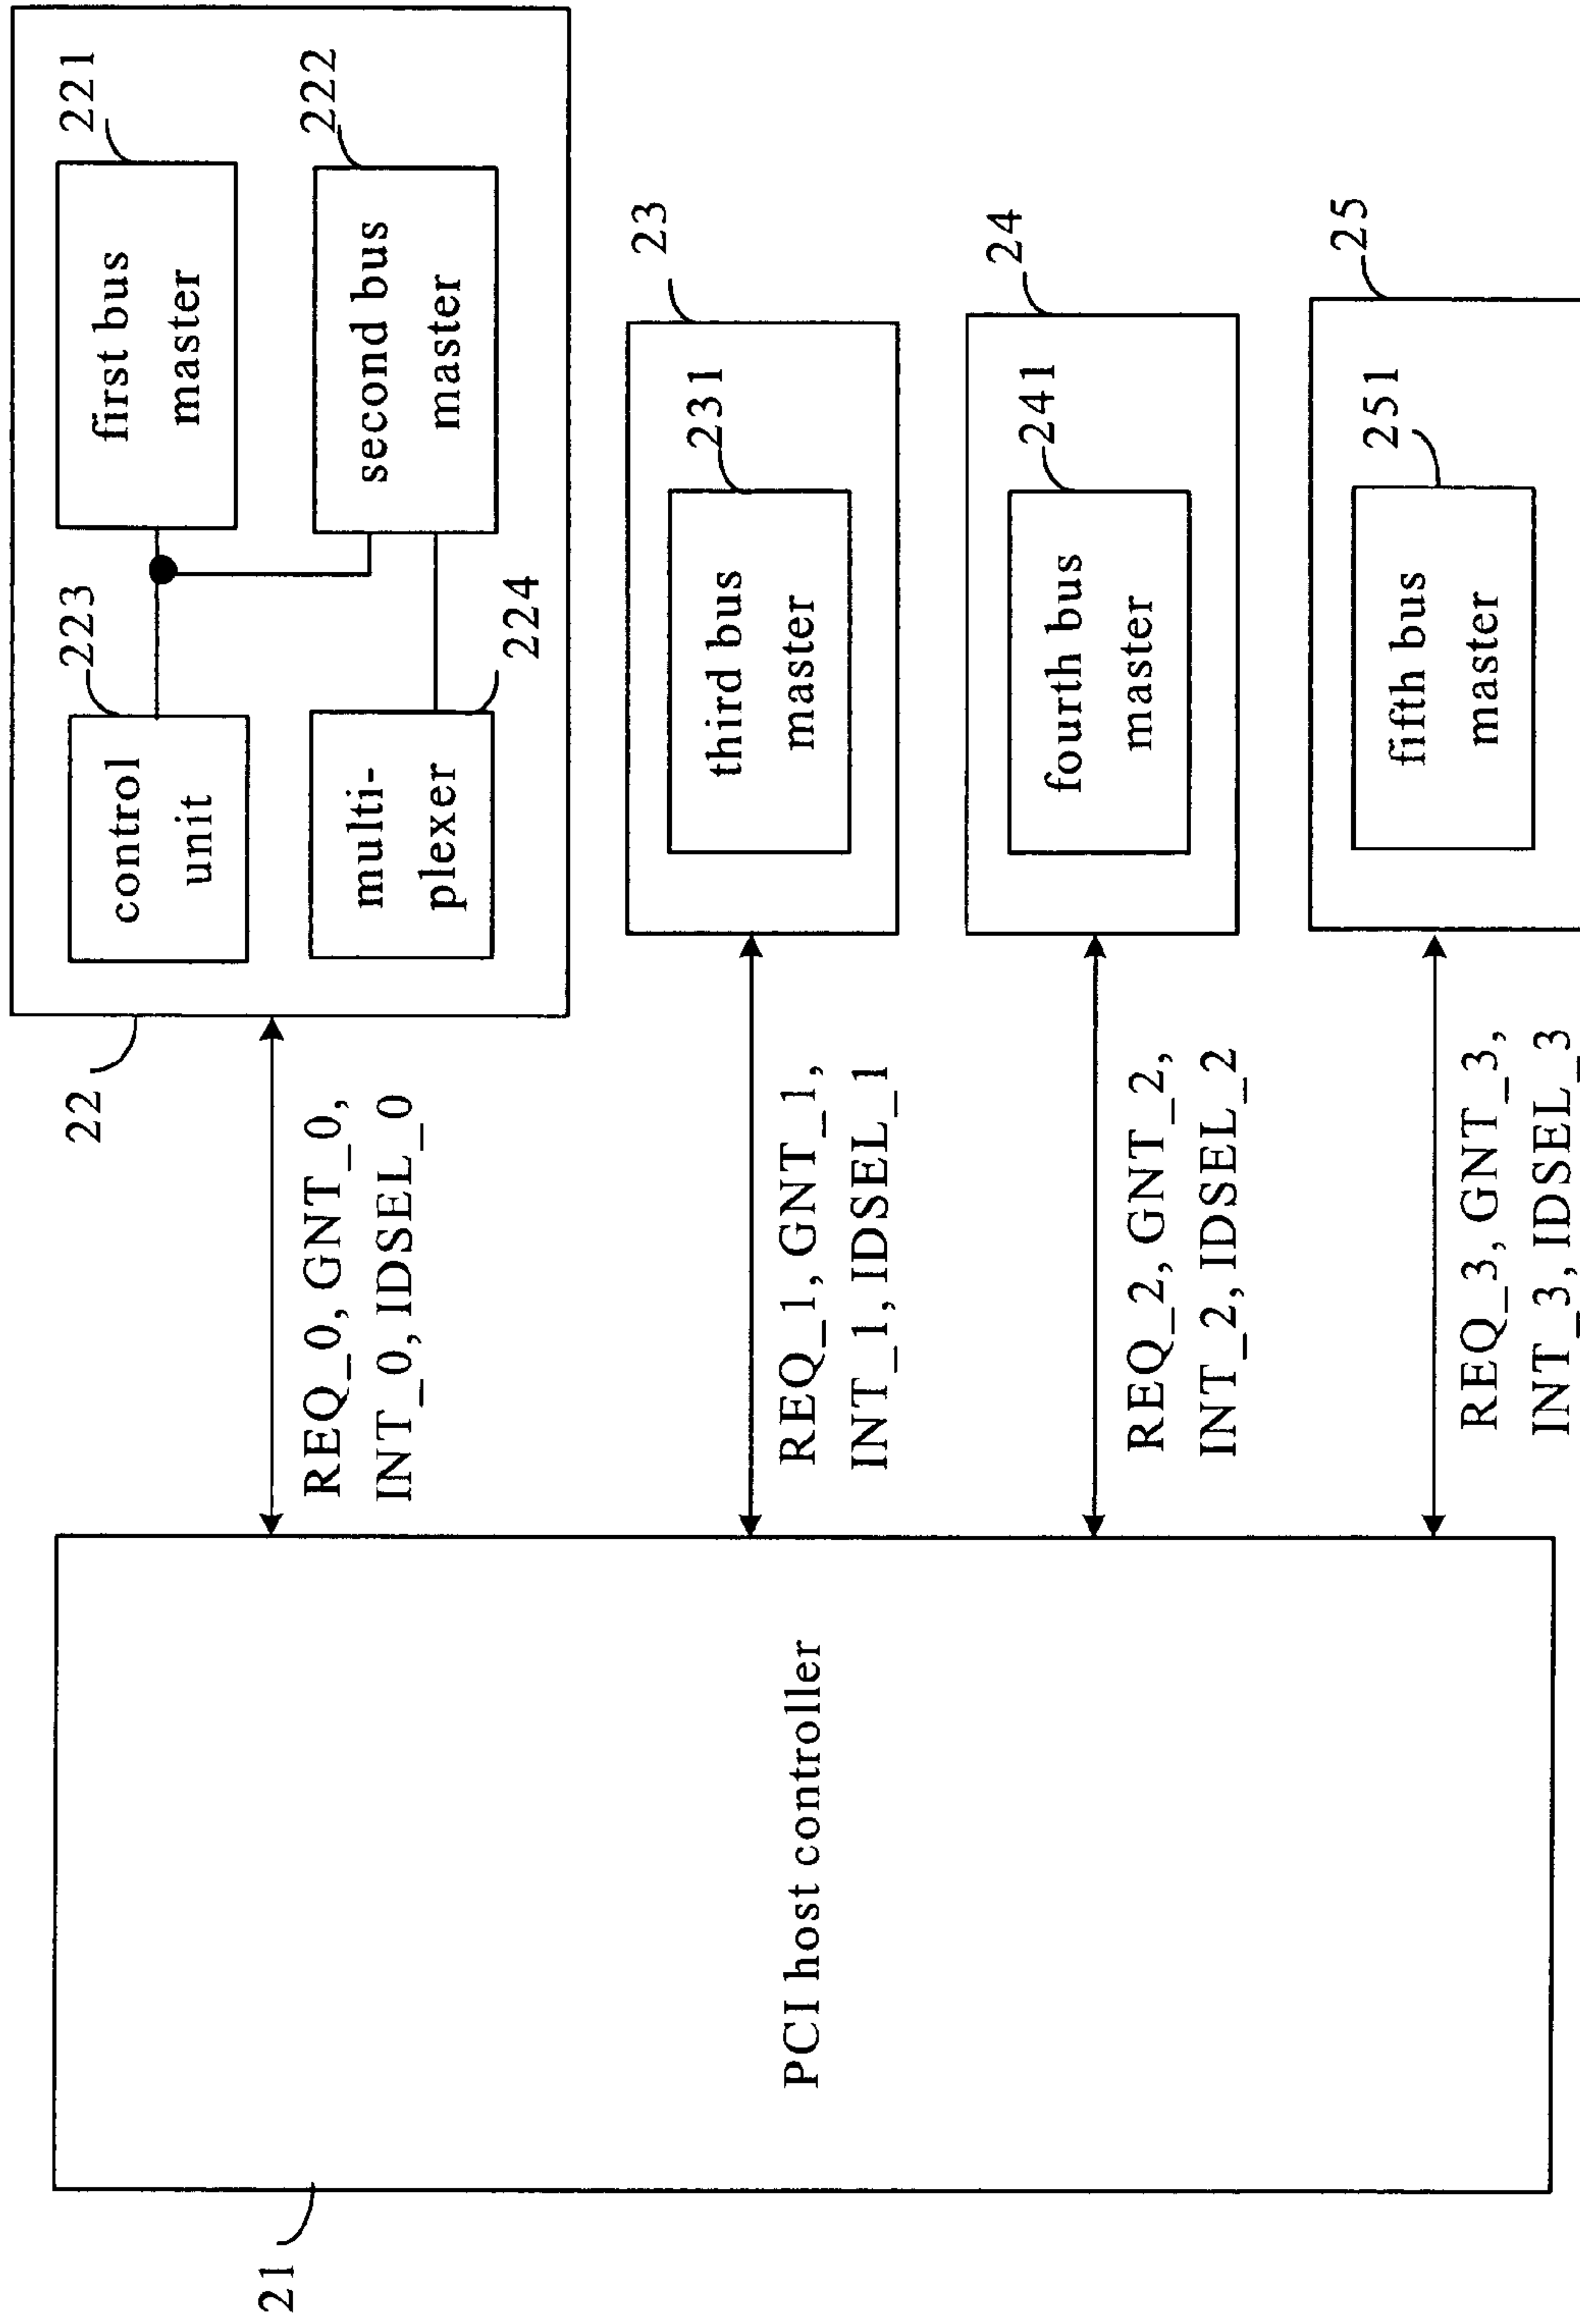 21
PCI host controller
REQ_0, GNT_0,
INT_0, IDSEL_0
REQ_1, GNT_1,
INT_1, IDSEL_1
REQ_2, GNT_2,
INT_2, IDSEL_2
REQ_3, GNT_3,
INT_3, IDSEL_3
22
control
unit
223
first bus
master
221
multi-
plexer
224
second bus
master
222
third bus
master
231
23
fourth bus
master
241
24
fifth bus
master
251
25